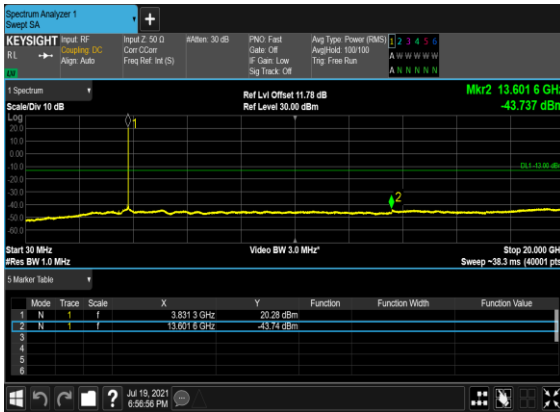 Spectrum Analyzer 1
Swept SA
KEYSIGHT Input: RF Input Z: 50 Ω #Atten: 30 dB PNO: Fast Avg Type: Power (RMS) 1 2 3 4 5 6
RL Coupling: DC Corr CCorr Gate: Off Avg|Hold: 100/100 A W W W W W
Align: Auto Freq Ref: Int (S) IF Gain: Low Trig: Free Run
Sig Track: Off A N N N N N
1 Spectrum Ref Lvl Offset 11.78 dB Mkr2 13.601 6 GHz
Scale/Div 10 dB Ref Level 30.00 dBm -43.737 dBm
Log
20.0
10.0
0.00
-10.0
-20.0
-30.0
-40.0
-50.0
-60.0
1
DL1 -13.00 dBm
2
Start 30 MHz Video BW 3.0 MHz* Stop 20.000 GHz
#Res BW 1.0 MHz Sweep ~38.3 ms (40001 pts)
5 Marker Table
Mode Trace Scale X Y Function Function Width Function Value
1 N 1 f 3.831 3 GHz 20.28 dBm
2 N 1 f 13.601 6 GHz -43.74 dBm
3
4
5
6
? Jul 19, 2021
6:56:56 PM